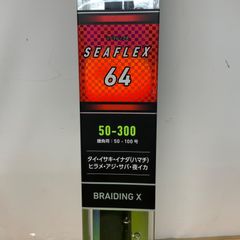 SEAFLEX
64
50-300
錘負荷：50-100号
タイ・イサキ・イナダ(ハマチ)
ヒラメ・アジ・サバ・夜イカ
BRAIDING X